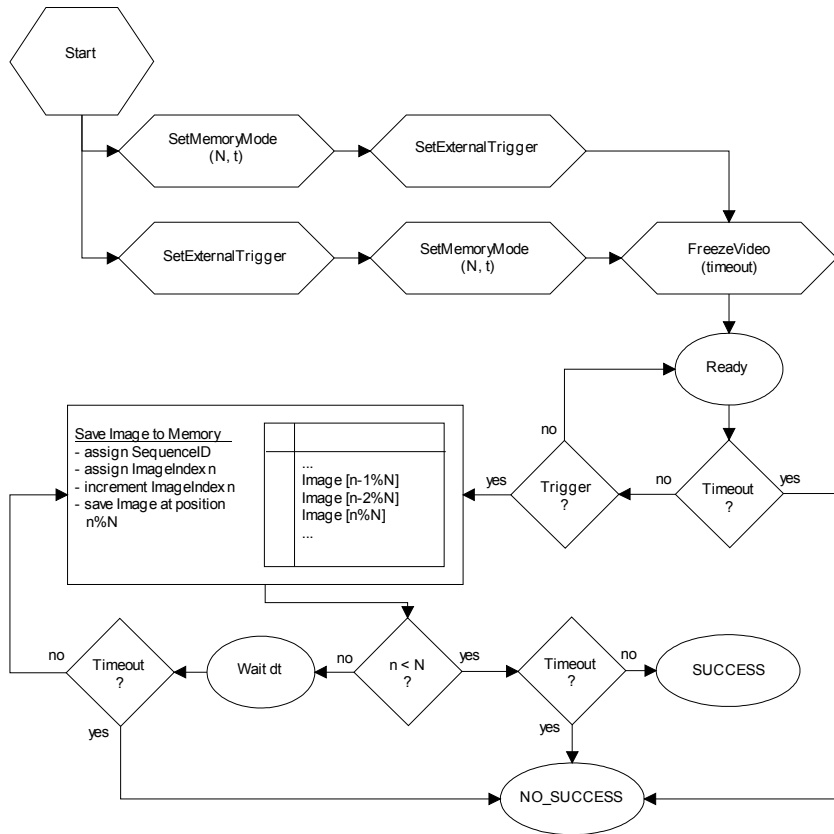 Start
SetMemoryMode
(N, t)
SetExternalTrigger
SetExternalTrigger
SetMemoryMode
(N, t)
FreezeVideo
(timeout)
Ready
no
Save Image to Memory
- assign SequenceID
- assign ImageIndex n
- increment ImageIndex n
- save Image at position
n%N
...
Image [n-1%N]
Image [n-2%N]
Image [n%N]
...
yes
Trigger
?
no
Timeout
?
yes
no
Timeout
?
yes
Wait dt
no
n < N
?
yes
Timeout
?
no
yes
SUCCESS
NO_SUCCESS